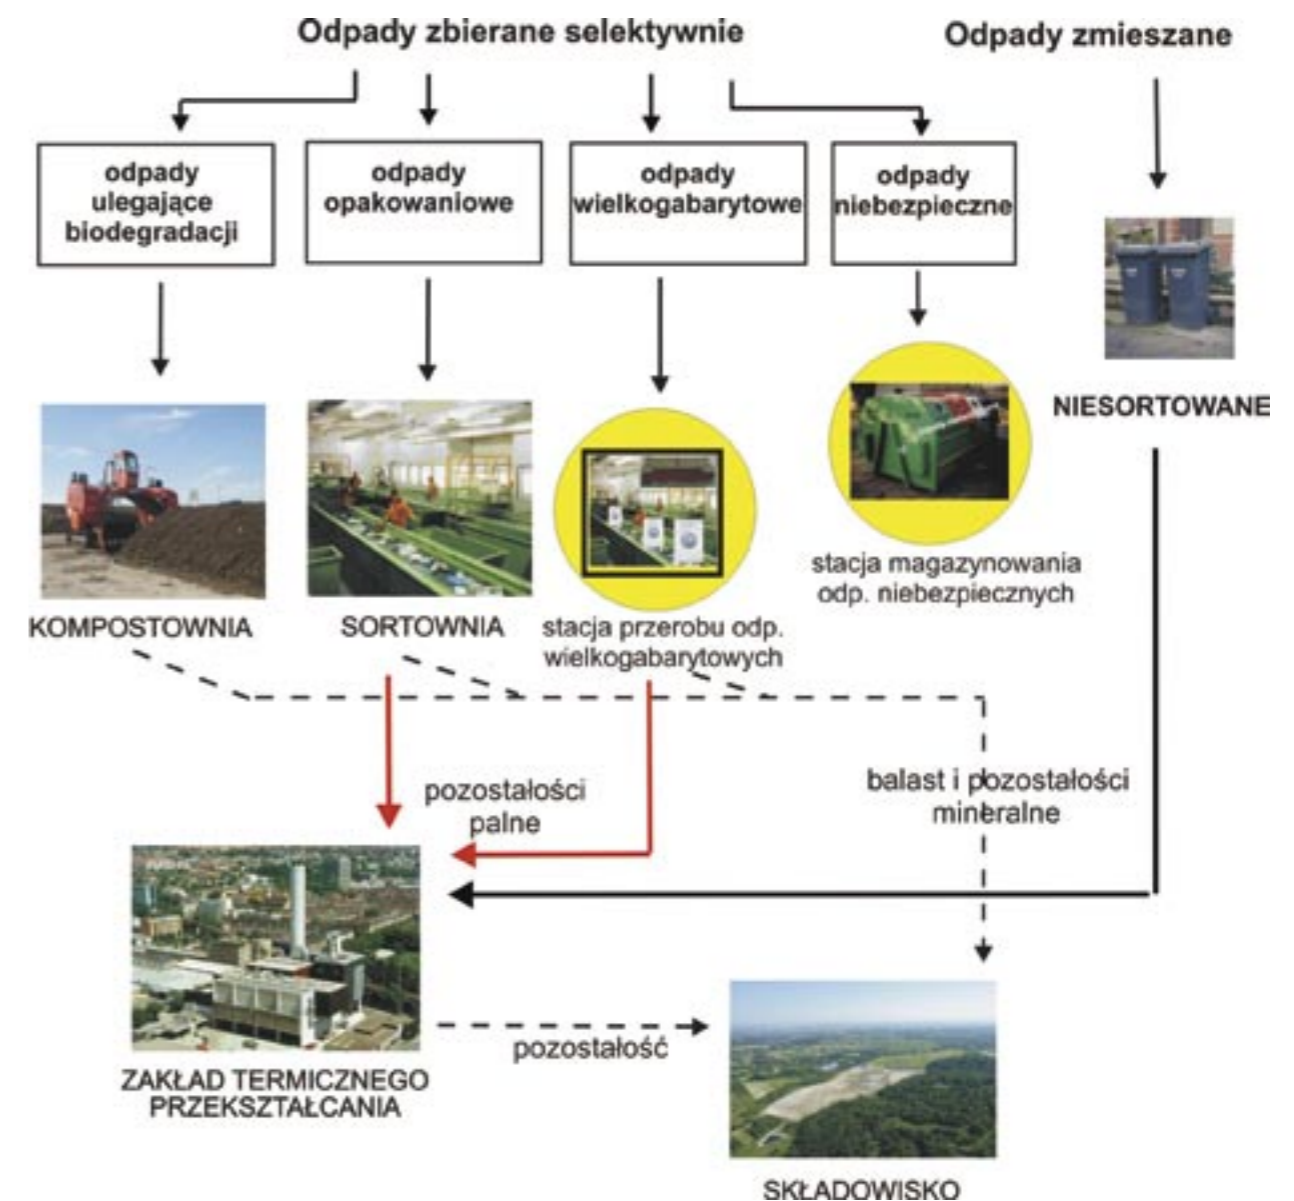 Odpady zbierane selektywnie
Odpady zmieszane
odpady
ulegające
biodegradacji
odpady
opakowaniowe
odpady
wielkogabarytowe
odpady
niebezpieczne
NIESORTOWANE
KOMPOSTOWNIA
SORTOWNIA
stacja przerobu odp.
wielkogabarytowych
stacja magazynowania
odp. niebezpiecznych
pozostałości
palne
balast i pozostałości
mineralne
ZAKŁAD TERMICZNEGO
PRZEKSZTAŁCANIA
pozostałość
SKŁADOWISKO